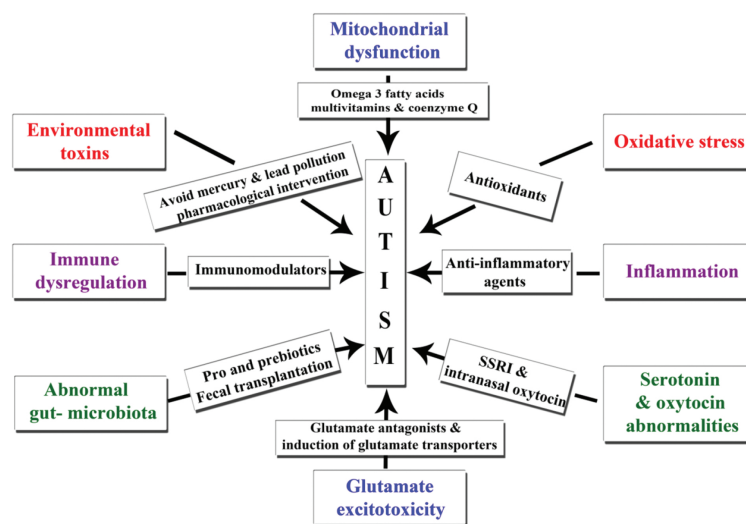 Mitochondrial
dysfunction
Omega 3 fatty acids
multivitamins & coenzyme Q
Environmental
toxins
Avoid mercury & lead pollution
pharmacological intervention
Oxidative stress
Antioxidants
A
U
T
I
S
M
Immune
dysregulation
Immunomodulators
Anti-inflammatory
agents
Inflammation
Abnormal
gut- microbiota
Pro and prebiotics
Fecal transplantation
SSRI &
intranasal oxytocin
Serotonin
& oxytocin
abnormalities
Glutamate antagonists &
induction of glutamate transporters
Glutamate
excitotoxicity